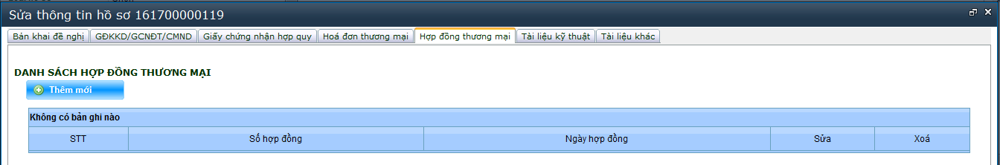 Sửa thông tin hồ sơ 161700000119
Bản khai đề nghị GĐKKD/GCNĐT/CMND Giấy chứng nhận hợp quy Hoá đơn thương mại Hợp đồng thương mại Tài liệu kỹ thuật Tài liệu khác
DANH SÁCH HỢP ĐỒNG THƯƠNG MẠI
Thêm mới
Không có bản ghi nào
STT Số hợp đồng Ngày hợp đồng Sửa Xoá